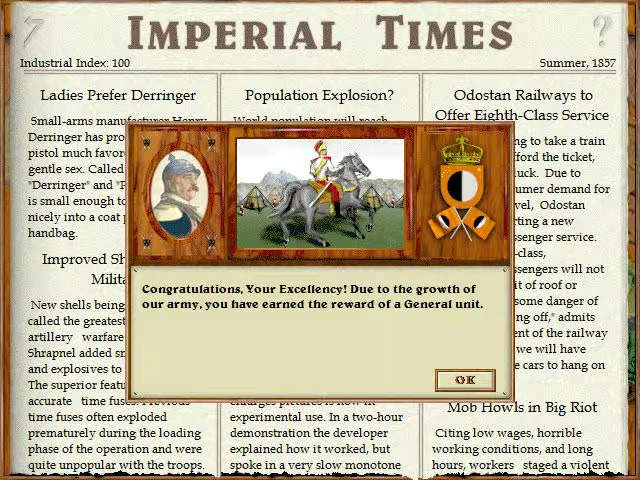 7
IMPERIAL TIMES
?
Industrial Index: 100
Summer, 1857
Ladies Prefer Derringer
Small-arms manufacturer Henry
Derringer has pro
pistol much favore
gentle sex. Called
"Derringer" and "P
is small enough to
nicely into a coat p
handbag.
Improved Sh
Milita
New shells being
called the greatest
artillery warfare
Shrapnel added sm
and explosives to
The superior featu
accurate time fuses. Previous
time fuses often exploded
prematurely during the loading
phase of the operation and were
quite unpopular with the troops.
Population Explosion?
World population will reach
Congratulations, Your Excellency! Due to the growth of
our army, you have earned the reward of a General unit.
OK
charges pictures is now in
experimental use. In a two-hour
demonstration the developer
explained how it worked, but
spoke in a very slow monotone
Odostan Railways to
Offer Eighth-Class Service
ng to take a train
fford the ticket,
luck. Due to
umer demand for
vel, Odostan
rting a new
ssenger service.
-class,
ssengers will not
it of roof or
some danger of
ng off," admits
ent of the railway
we will have
e cars to hang on
Mob Howls in Big Riot
Citing low wages, horrible
working conditions, and long
hours, workers staged a violent